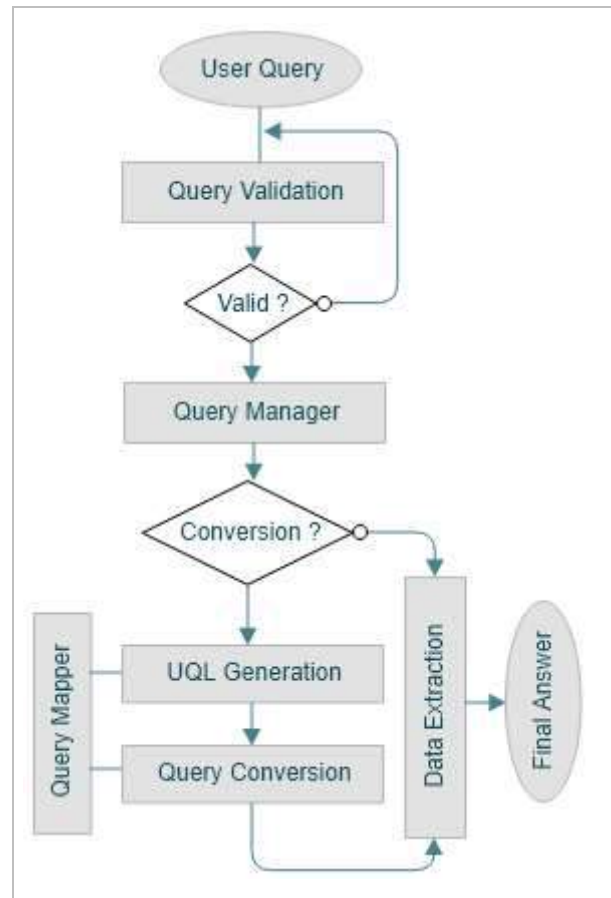 User Query
Query Validation
Valid ?
Query Manager
Conversion ?
UQL Generation
Query Mapper
Query Conversion
Data Extraction
Final Answer